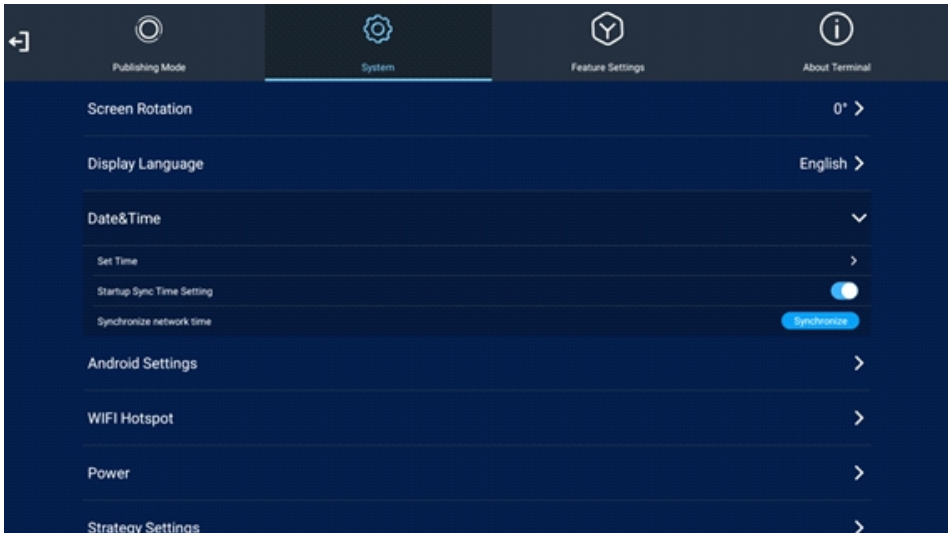 Publishing Mode
System
Feature Settings
About Terminal
Screen Rotation 0°
Display Language English
Date&Time
Set Time
Startup Sync Time Setting
Synchronize network time Synchronize
Android Settings
WIFI Hotspot
Power
Strategy Settings